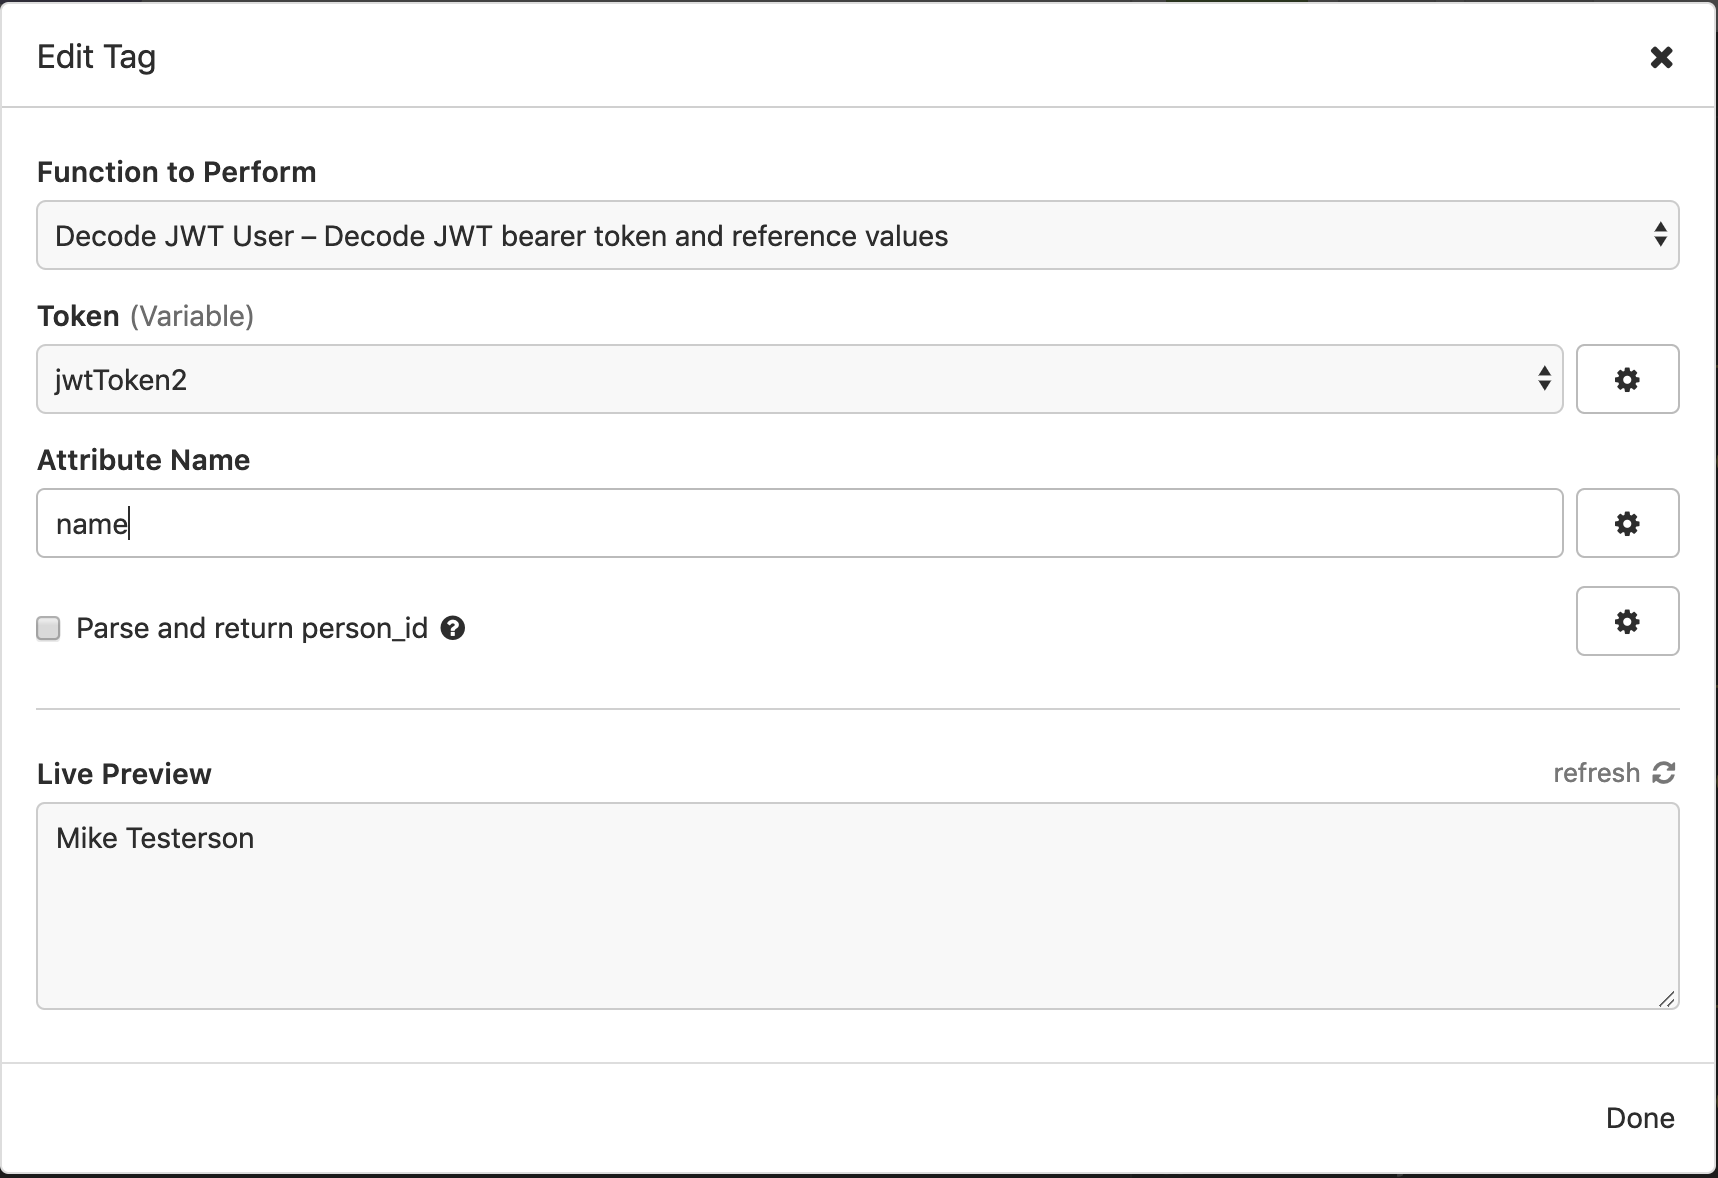 Edit Tag
Function to Perform
Decode JWT User – Decode JWT bearer token and reference values
Token (Variable)
jwtToken2
Attribute Name
name
Parse and return person_id
Live Preview
refresh
Mike Testerson
Done